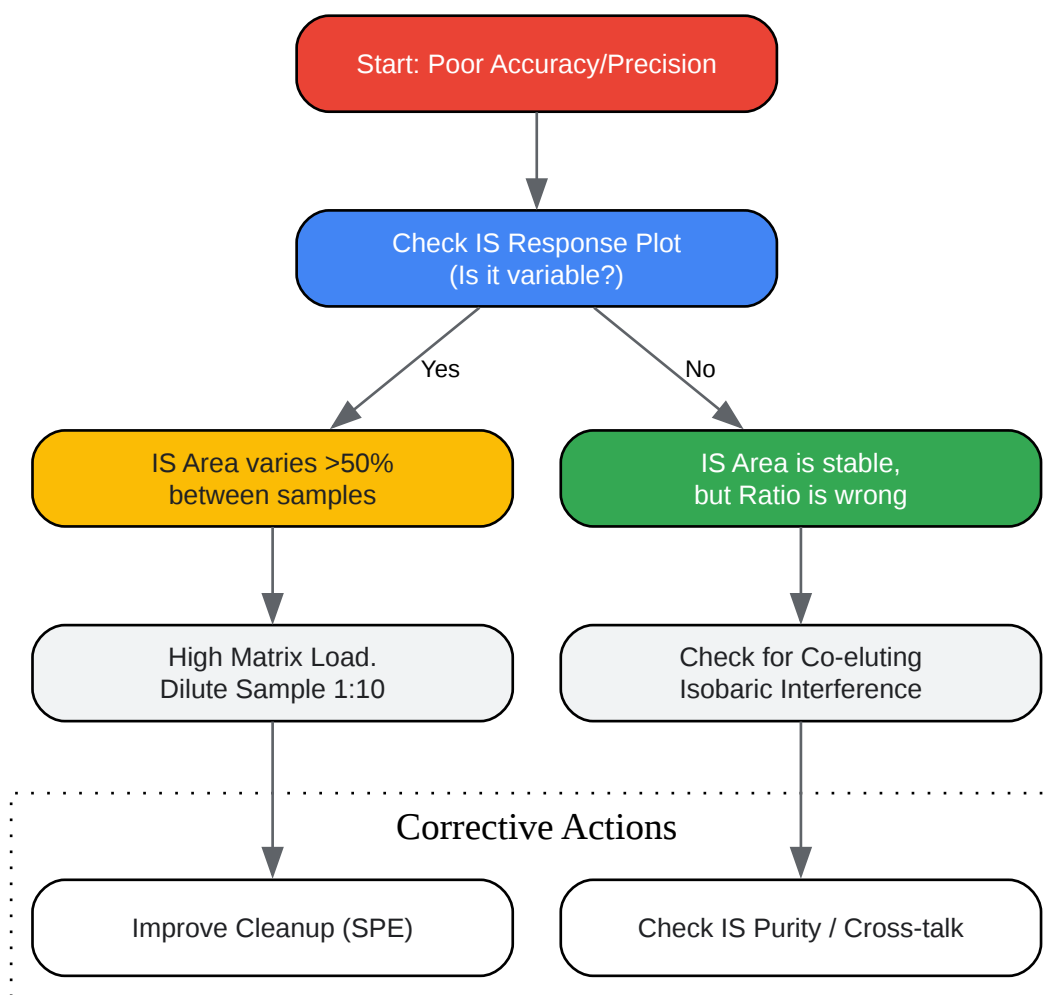 Start: Poor Accuracy/Precision
Check IS Response Plot
(Is it variable?)
Yes
No
IS Area varies >50%
between samples
IS Area is stable,
but Ratio is wrong
High Matrix Load.
Dilute Sample 1:10
Check for Co-eluting
Isobaric Interference
Corrective Actions
Improve Cleanup (SPE)
Check IS Purity / Cross-talk